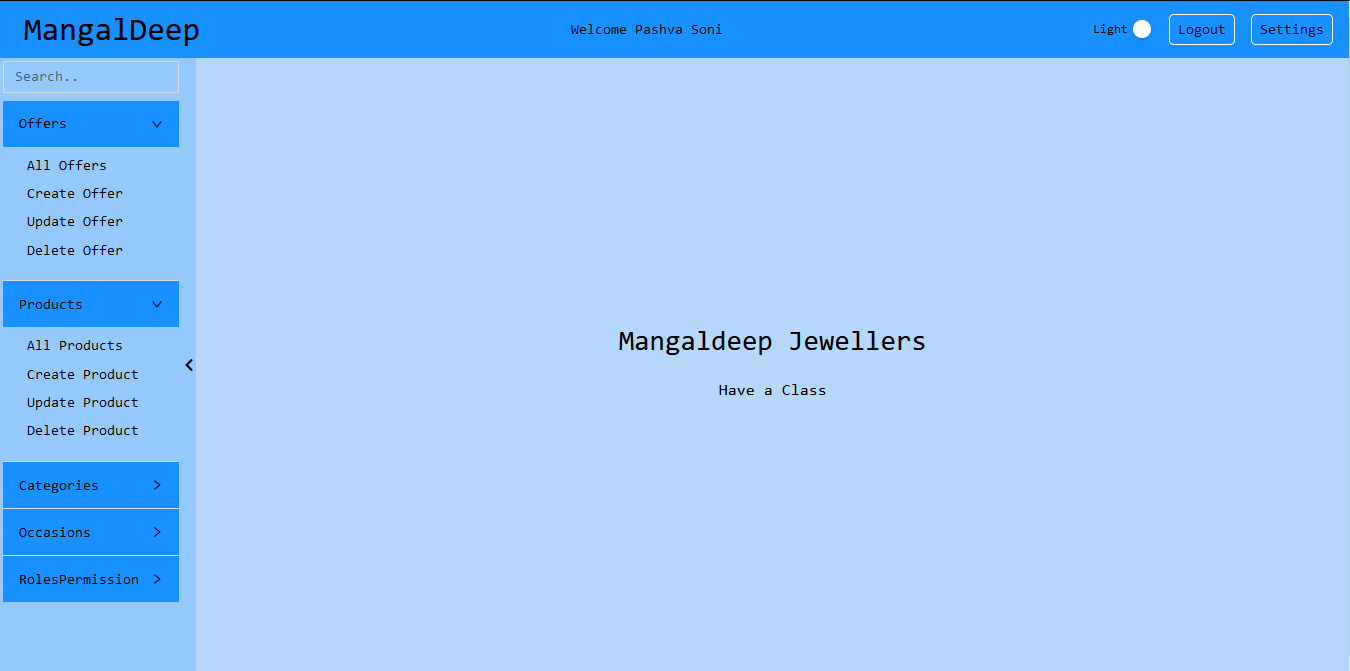 MangalDeep
Welcome Pashva Soni
Light
Logout
Settings
Search..
Offers
All Offers
Create Offer
Update Offer
Delete Offer
Products
All Products
Create Product
Update Product
Delete Product
Categories
Occasions
RolesPermission
Mangaldeep Jewellers
Have a Class